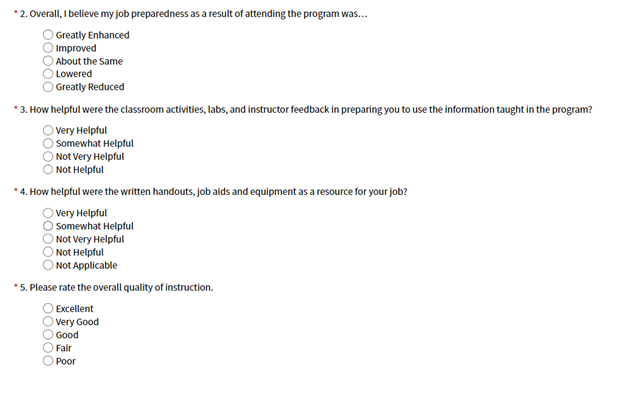 * 2. Overall, I believe my job preparedness as a result of attending the program was...
Greatly Enhanced
Improved
About the Same
Lowered
Greatly Reduced
* 3. How helpful were the classroom activities, labs, and instructor feedback in preparing you to use the information taught in the program?
Very Helpful
Somewhat Helpful
Not Very Helpful
Not Helpful
* 4. How helpful were the written handouts, job aids and equipment as a resource for your job?
Very Helpful
Somewhat Helpful
Not Very Helpful
Not Helpful
Not Applicable
* 5. Please rate the overall quality of instruction.
Excellent
Very Good
Good
Fair
Poor